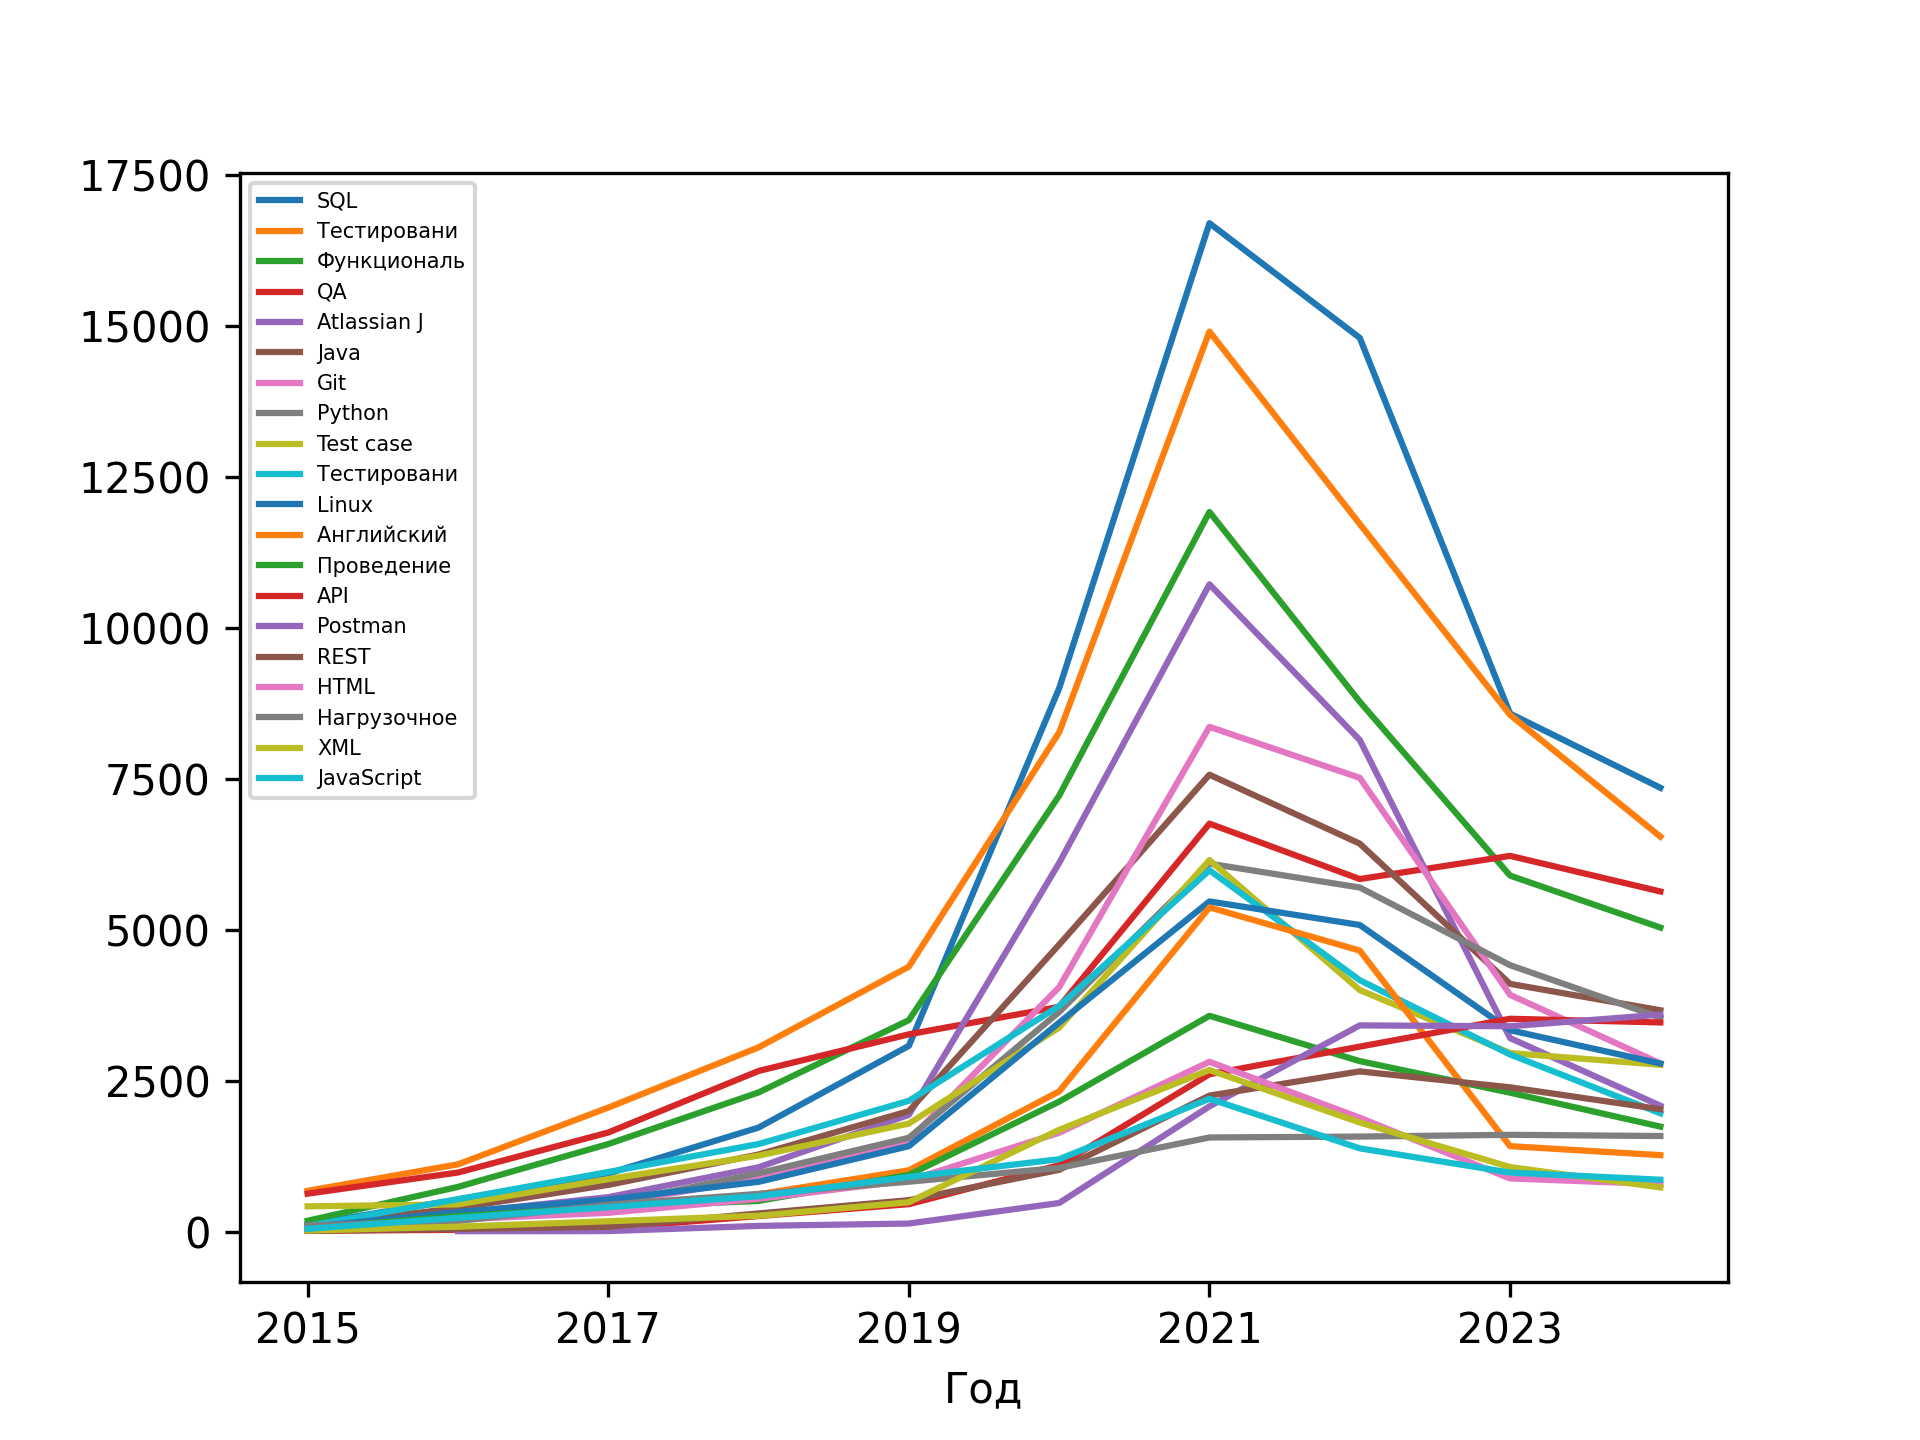 17500
15000
12500
10000
7500
5000
2500
0
SQL
Тестировани
Функциональ
QA
Atlassian J
Java
Git
Python
Test case
Тестировани
Linux
Английский
Проведение
API
Postman
REST
HTML
Нагрузочное
XML
JavaScript
2015 2017 2019 2021 2023
Год